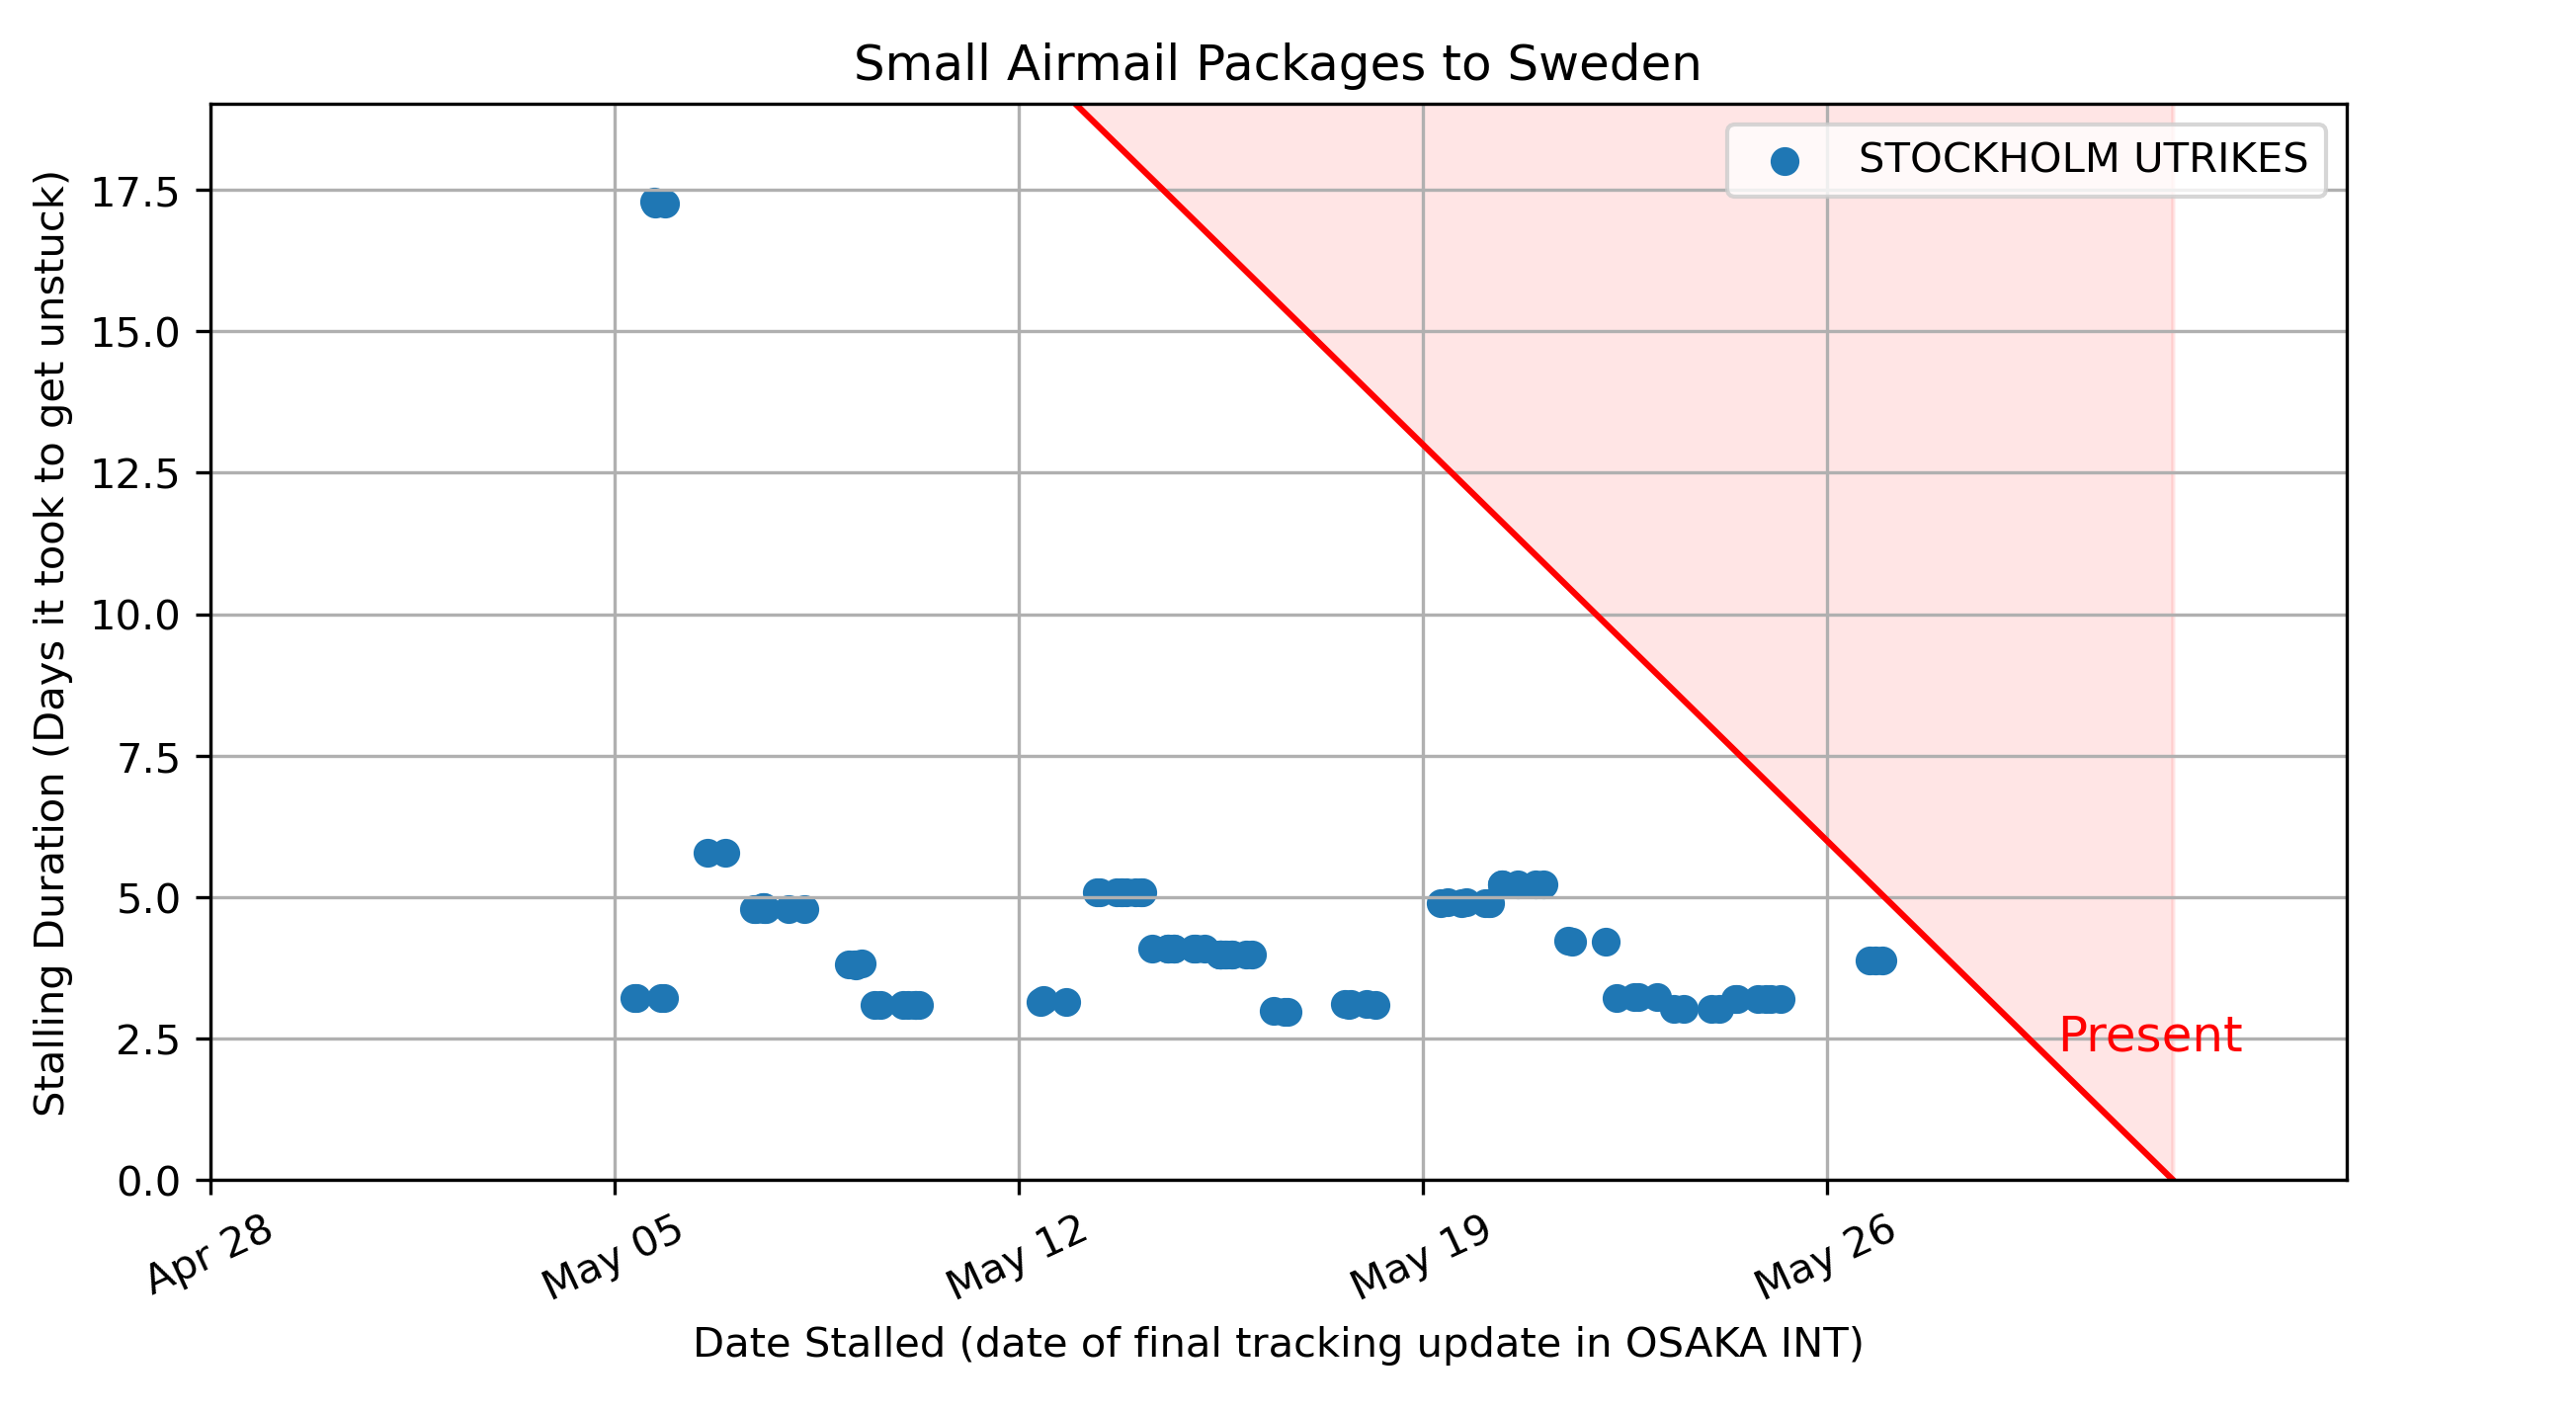 Small Airmail Packages to Sweden
STOCKHOLM UTRIKES
Stalling Duration (Days it took to get unstuck)
17.5
15.0
12.5
10.0
7.5
5.0
2.5
0.0
Present
Apr 28
May 05
May 12
May 19
May 26
Date Stalled (date of final tracking update in OSAKA INT)